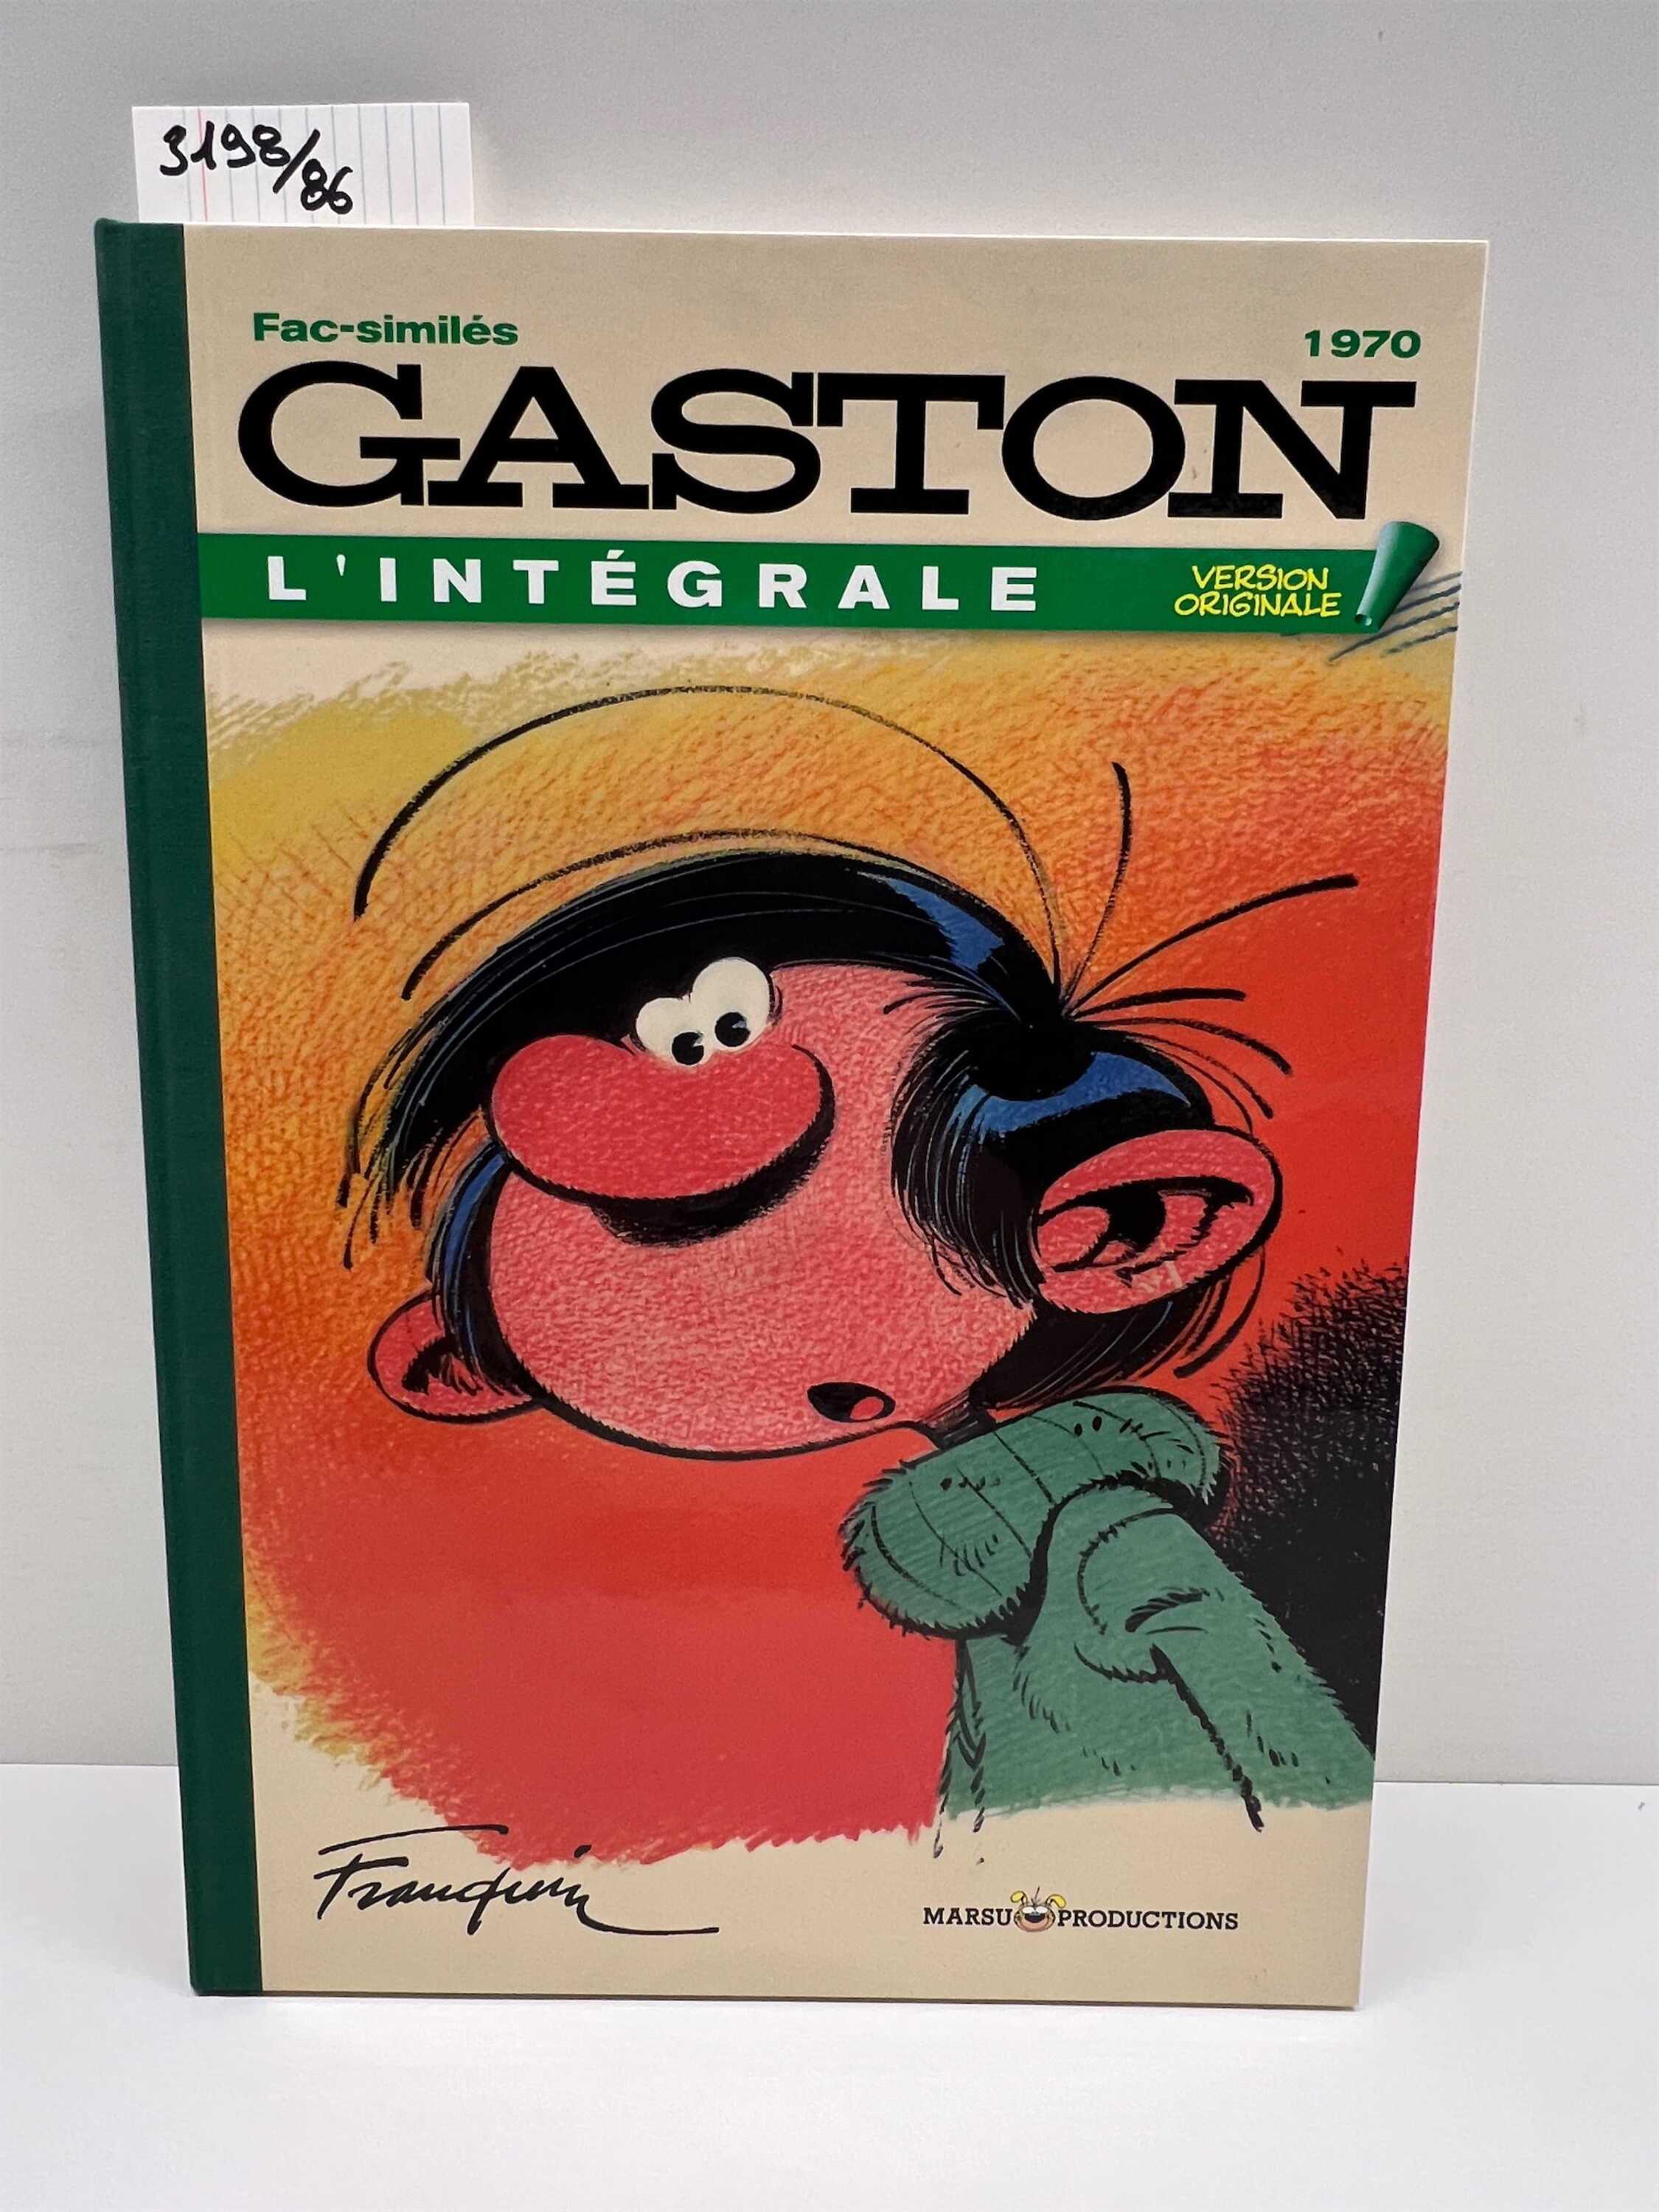 3198/86
Fac-similés
1970
GASTON
L'INTÉGRALE
VERSION
ORIGINALE
Franquin
MARSU PRODUCTIONS